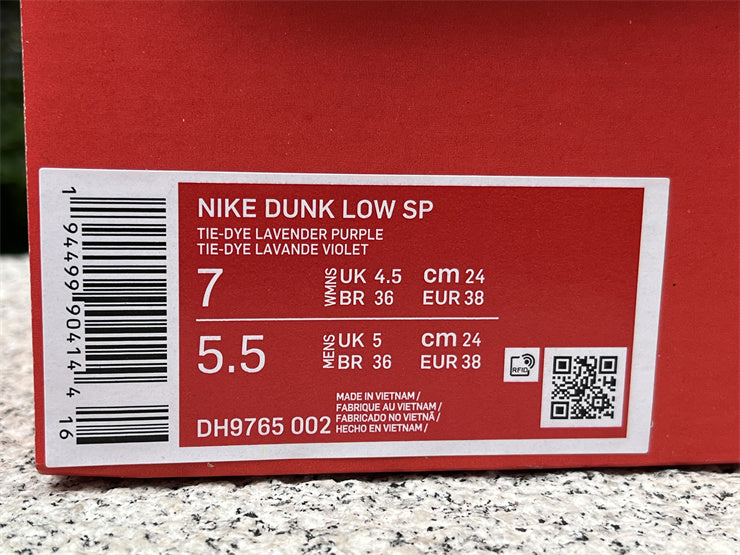 NIKE DUNK LOW SP
TIE-DYE LAVENDER PURPLE
TIE-DYE LAVANDE VIOLET
7 WMNS UK 4.5 cm 24
BR 36 EUR 38
5.5 MENS UK 5 cm 24
BR 36 EUR 38
RFID
MADE IN VIETNAM /
FABRIQUE AU VIETNAM /
FABRICADO NO VIETNÃ /
HECHO EN VIETNAM /
DH9765 002
1 94499 90414 4 16